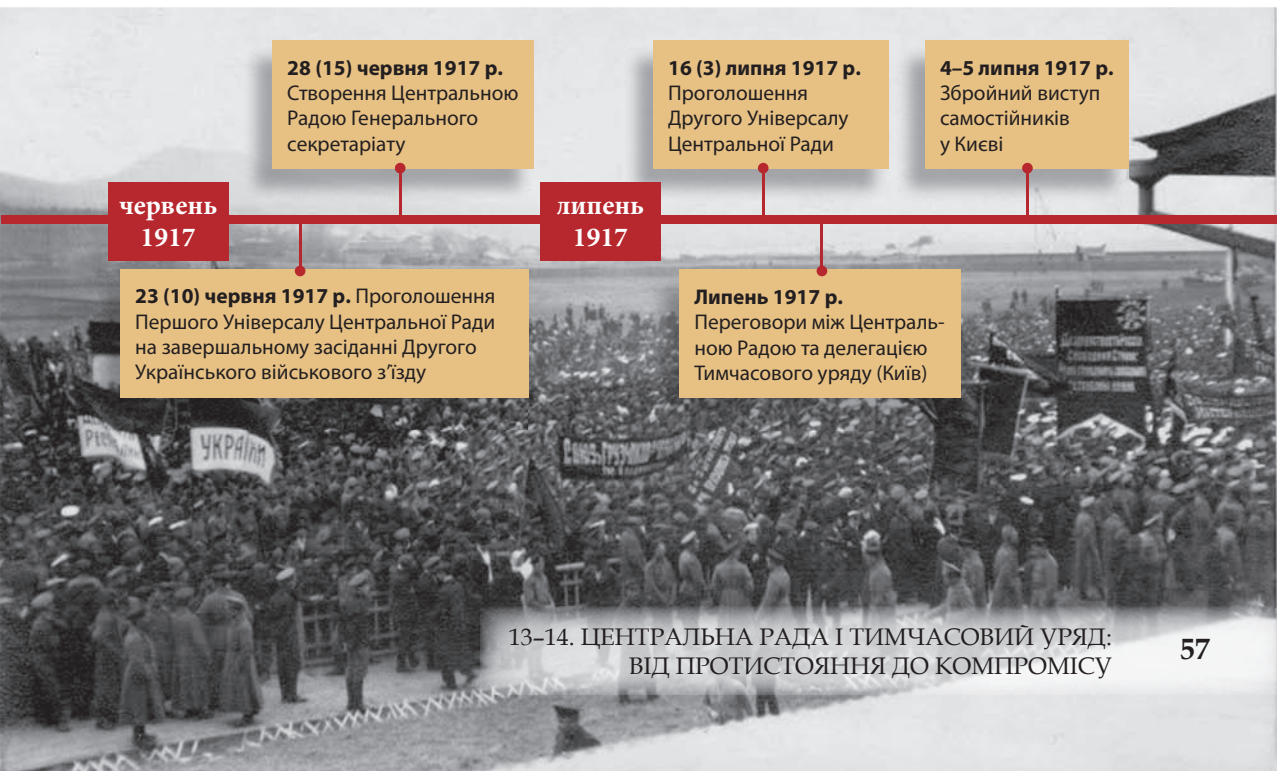 28 (15) червня 1917 р.
Створення Центральною
Радою Генерального
секретаріату
16 (3) липня 1917 р.
Проголошення
Другого Універсалу
Центральної Ради
4–5 липня 1917 р.
Збройний виступ
самостійників
у Києві
червень
1917
липень
1917
23 (10) червня 1917 р. Проголошення
Першого Універсалу Центральної Ради
на завершальному засіданні Другого
Українського військового з’їзду
Липень 1917 р.
Переговори між Централь-
ною Радою та делегацією
Тимчасового уряду (Київ)
УКРАЇНИ
13–14. ЦЕНТРАЛЬНА РАДА І ТИМЧАСОВИЙ УРЯД:
ВІД ПРОТИСТОЯННЯ ДО КОМПРОМІСУ
57